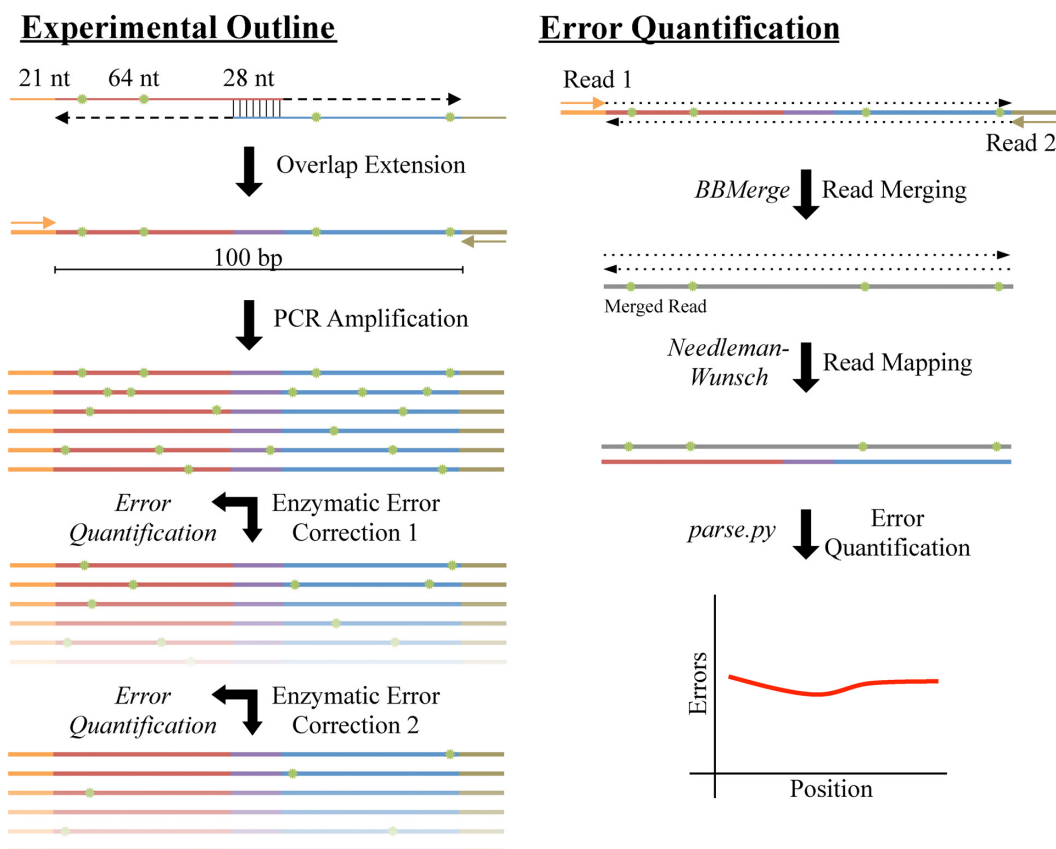 Experimental Outline
21 nt 64 nt 28 nt
Overlap Extension
100 bp
PCR Amplification
Error
Quantification
Enzymatic Error
Correction 1
Error
Quantification
Enzymatic Error
Correction 2
Error Quantification
Read 1
Read 2
BBMerge Read Merging
Merged Read
Needleman-
Wunsch
Read Mapping
parse.py
Error
Quantification
Errors
Position